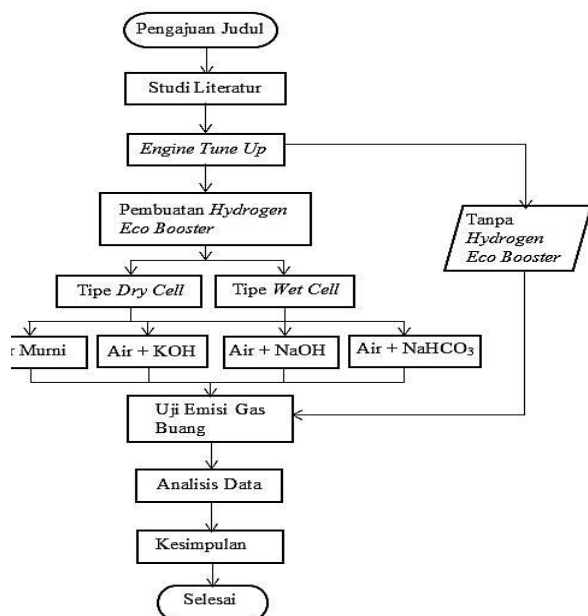 Pengajuan Judul
Studi Literatur
Engine Tune Up
Pembuatan Hydrogen
Eco Booster
Tanpa
Hydrogen
Eco Booster
Tipe Dry Cell
Tipe Wet Cell
Murni
Air + KOH
Air + NaOH
Air + NaHCO₃
Uji Emisi Gas
Buang
Analisis Data
Kesimpulan
Selesai